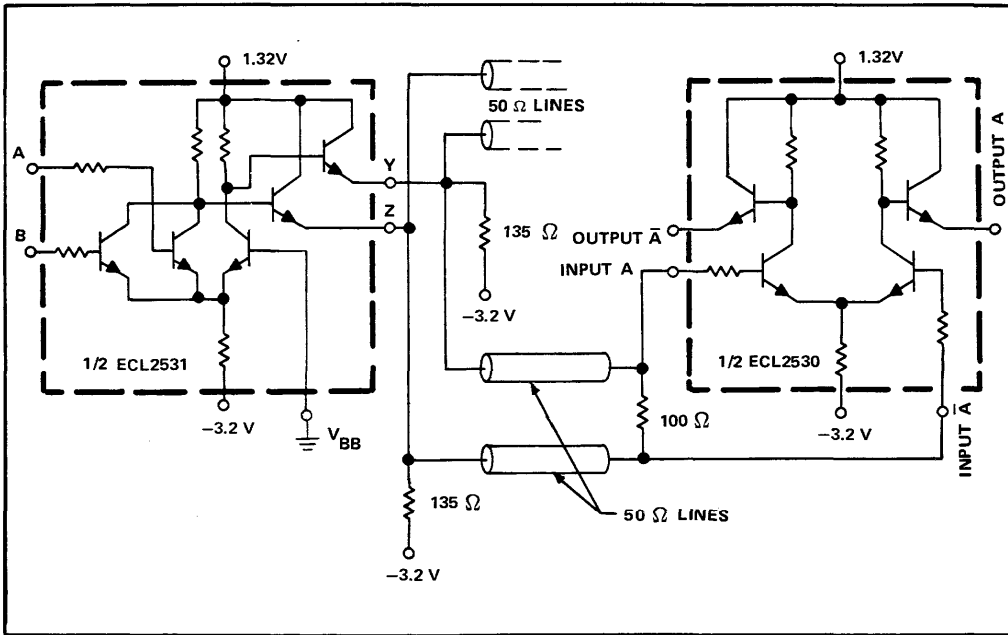 1.32V
50 Ω LINES
A
B
1/2 ECL2531
−3.2 V
V_BB
Y
Z
135 Ω
−3.2 V
135 Ω
−3.2 V
50 Ω LINES
100 Ω
1.32V
OUTPUT A
OUTPUT A̅
INPUT A
1/2 ECL2530
−3.2 V
INPUT A̅